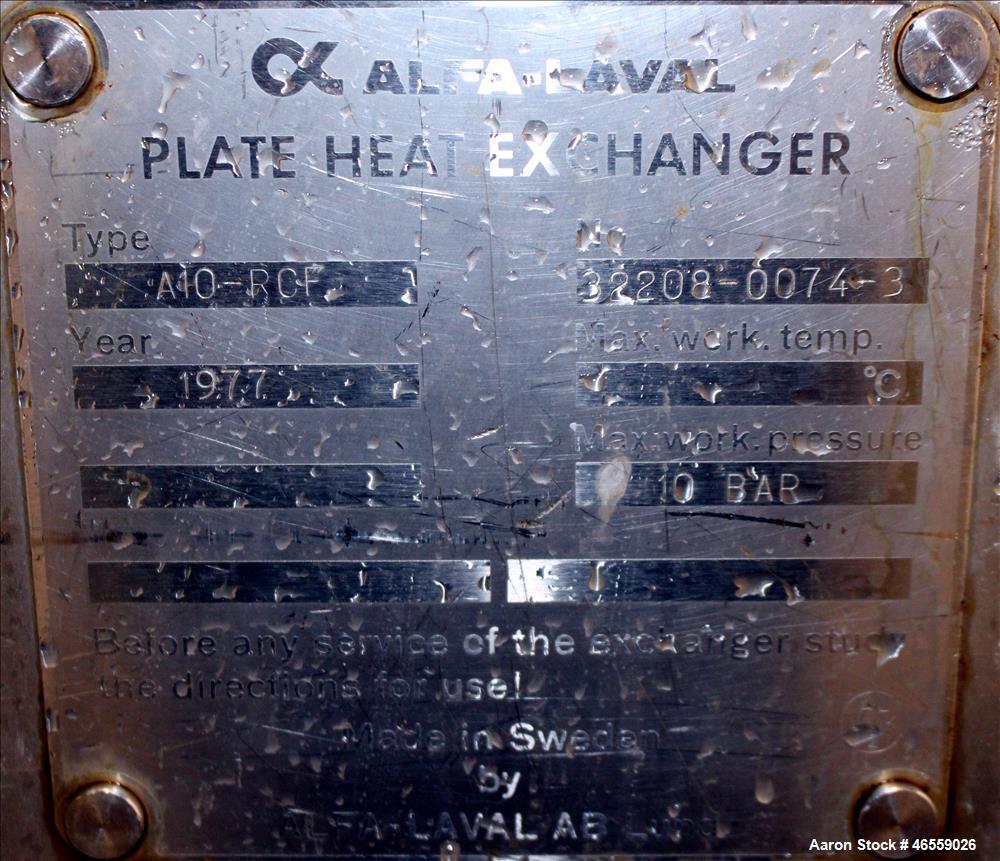 ALFA-LAVAL
PLATE HEAT EXCHANGER
Type No
A10-RCF 32208-0074-3
Year Max. work. temp.
1977 °C
Max. work. pressure
10 BAR
Before any service of the exchanger study
the directions for use!
Made in Sweden
by
ALFA-LAVAL AB Lund
Aaron Stock # 46559026